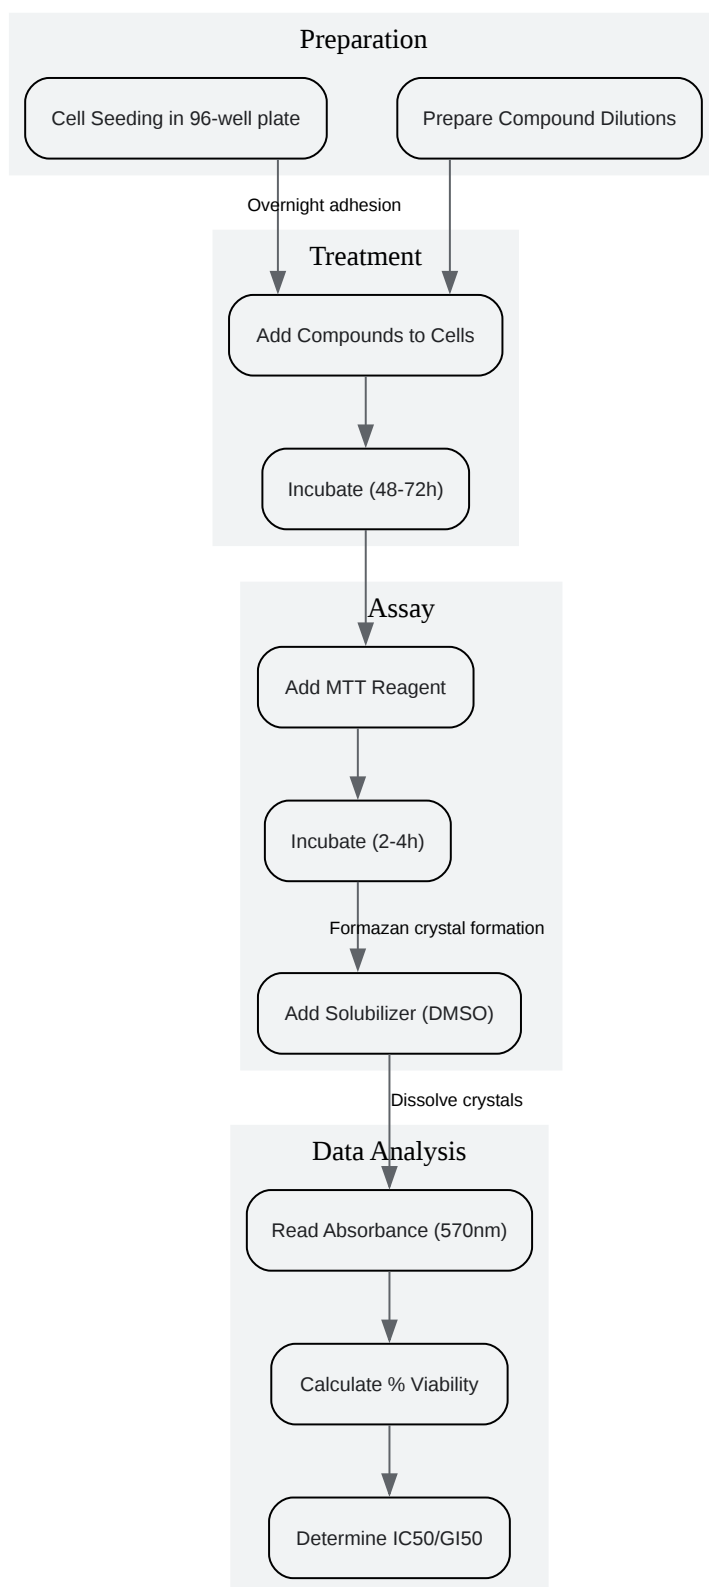 Preparation
Cell Seeding in 96-well plate
Prepare Compound Dilutions
Overnight adhesion
Treatment
Add Compounds to Cells
Incubate (48-72h)
Assay
Add MTT Reagent
Incubate (2-4h)
Formazan crystal formation
Add Solubilizer (DMSO)
Dissolve crystals
Data Analysis
Read Absorbance (570nm)
Calculate % Viability
Determine IC50/GI50